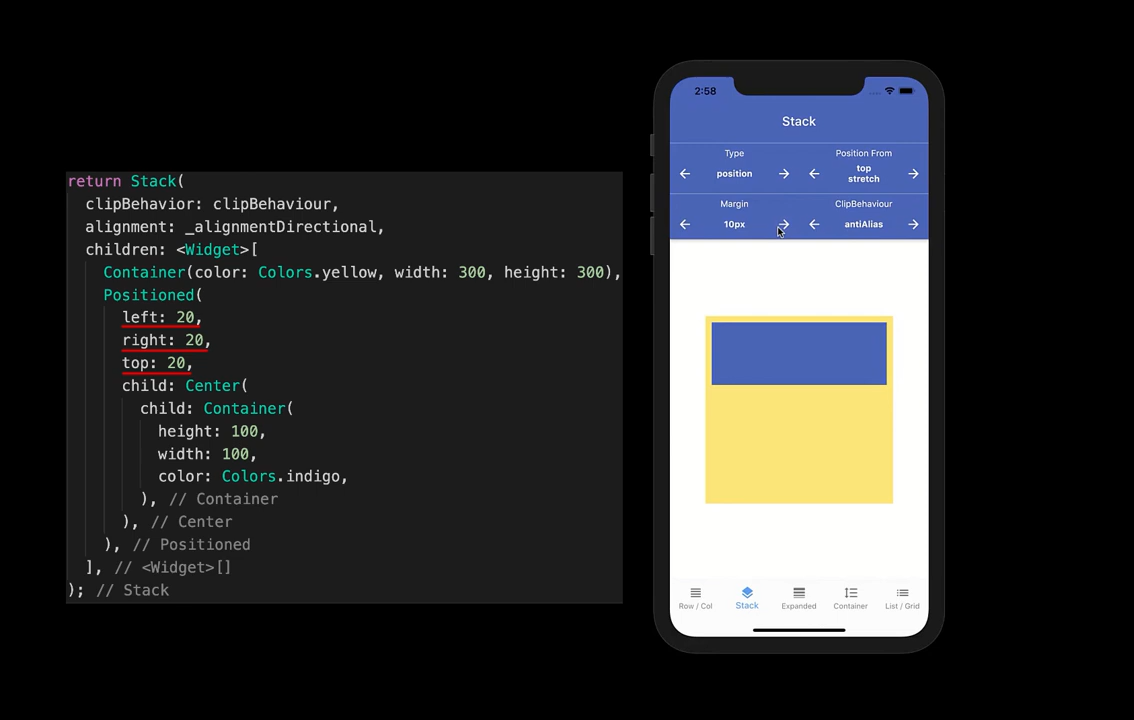 return Stack(
clipBehavior: clipBehaviour,
alignment: _alignmentDirectional,
children: <Widget>[
Container(color: Colors.yellow, width: 300, height: 300),
Positioned(
left: 20,
right: 20,
top: 20,
child: Center(
child: Container(
height: 100,
width: 100,
color: Colors.indigo,
), // Container
), // Center
), // Positioned
], // <Widget>[]
); // Stack
2:58
Stack
Type
position
Position From
top
stretch
Margin
10px
ClipBehaviour
antiAlias
Row / Col
Stack
Expanded
Container
List / Grid